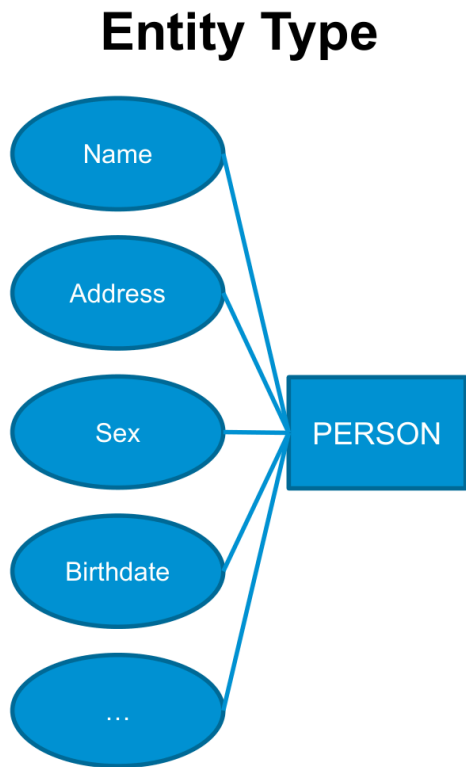 Entity Type
Name
Address
Sex
PERSON
Birthdate
…